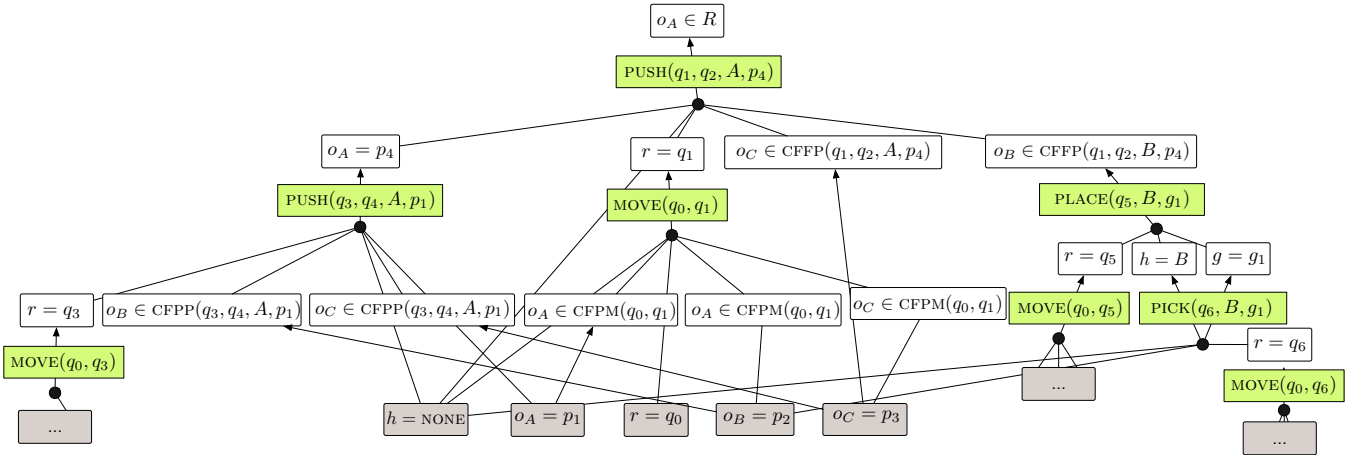 o_A ∈ R
PUSH(q_1, q_2, A, p_4)
o_A = p_4
r = q_1
o_C ∈ CFFP(q_1, q_2, A, p_4)
o_B ∈ CFFP(q_1, q_2, B, p_4)
PUSH(q_3, q_4, A, p_1)
MOVE(q_0, q_1)
PLACE(q_5, B, g_1)
r = q_5
h = B
g = g_1
r = q_3
o_B ∈ CFPP(q_3, q_4, A, p_1)
o_C ∈ CFPP(q_3, q_4, A, p_1)
o_A ∈ CFPM(q_0, q_1)
o_A ∈ CFPM(q_0, q_1)
o_C ∈ CFPM(q_0, q_1)
MOVE(q_0, q_5)
PICK(q_6, B, g_1)
r = q_6
MOVE(q_0, q_3)
...
MOVE(q_0, q_6)
...
h = NONE
o_A = p_1
r = q_0
o_B = p_2
o_C = p_3
...